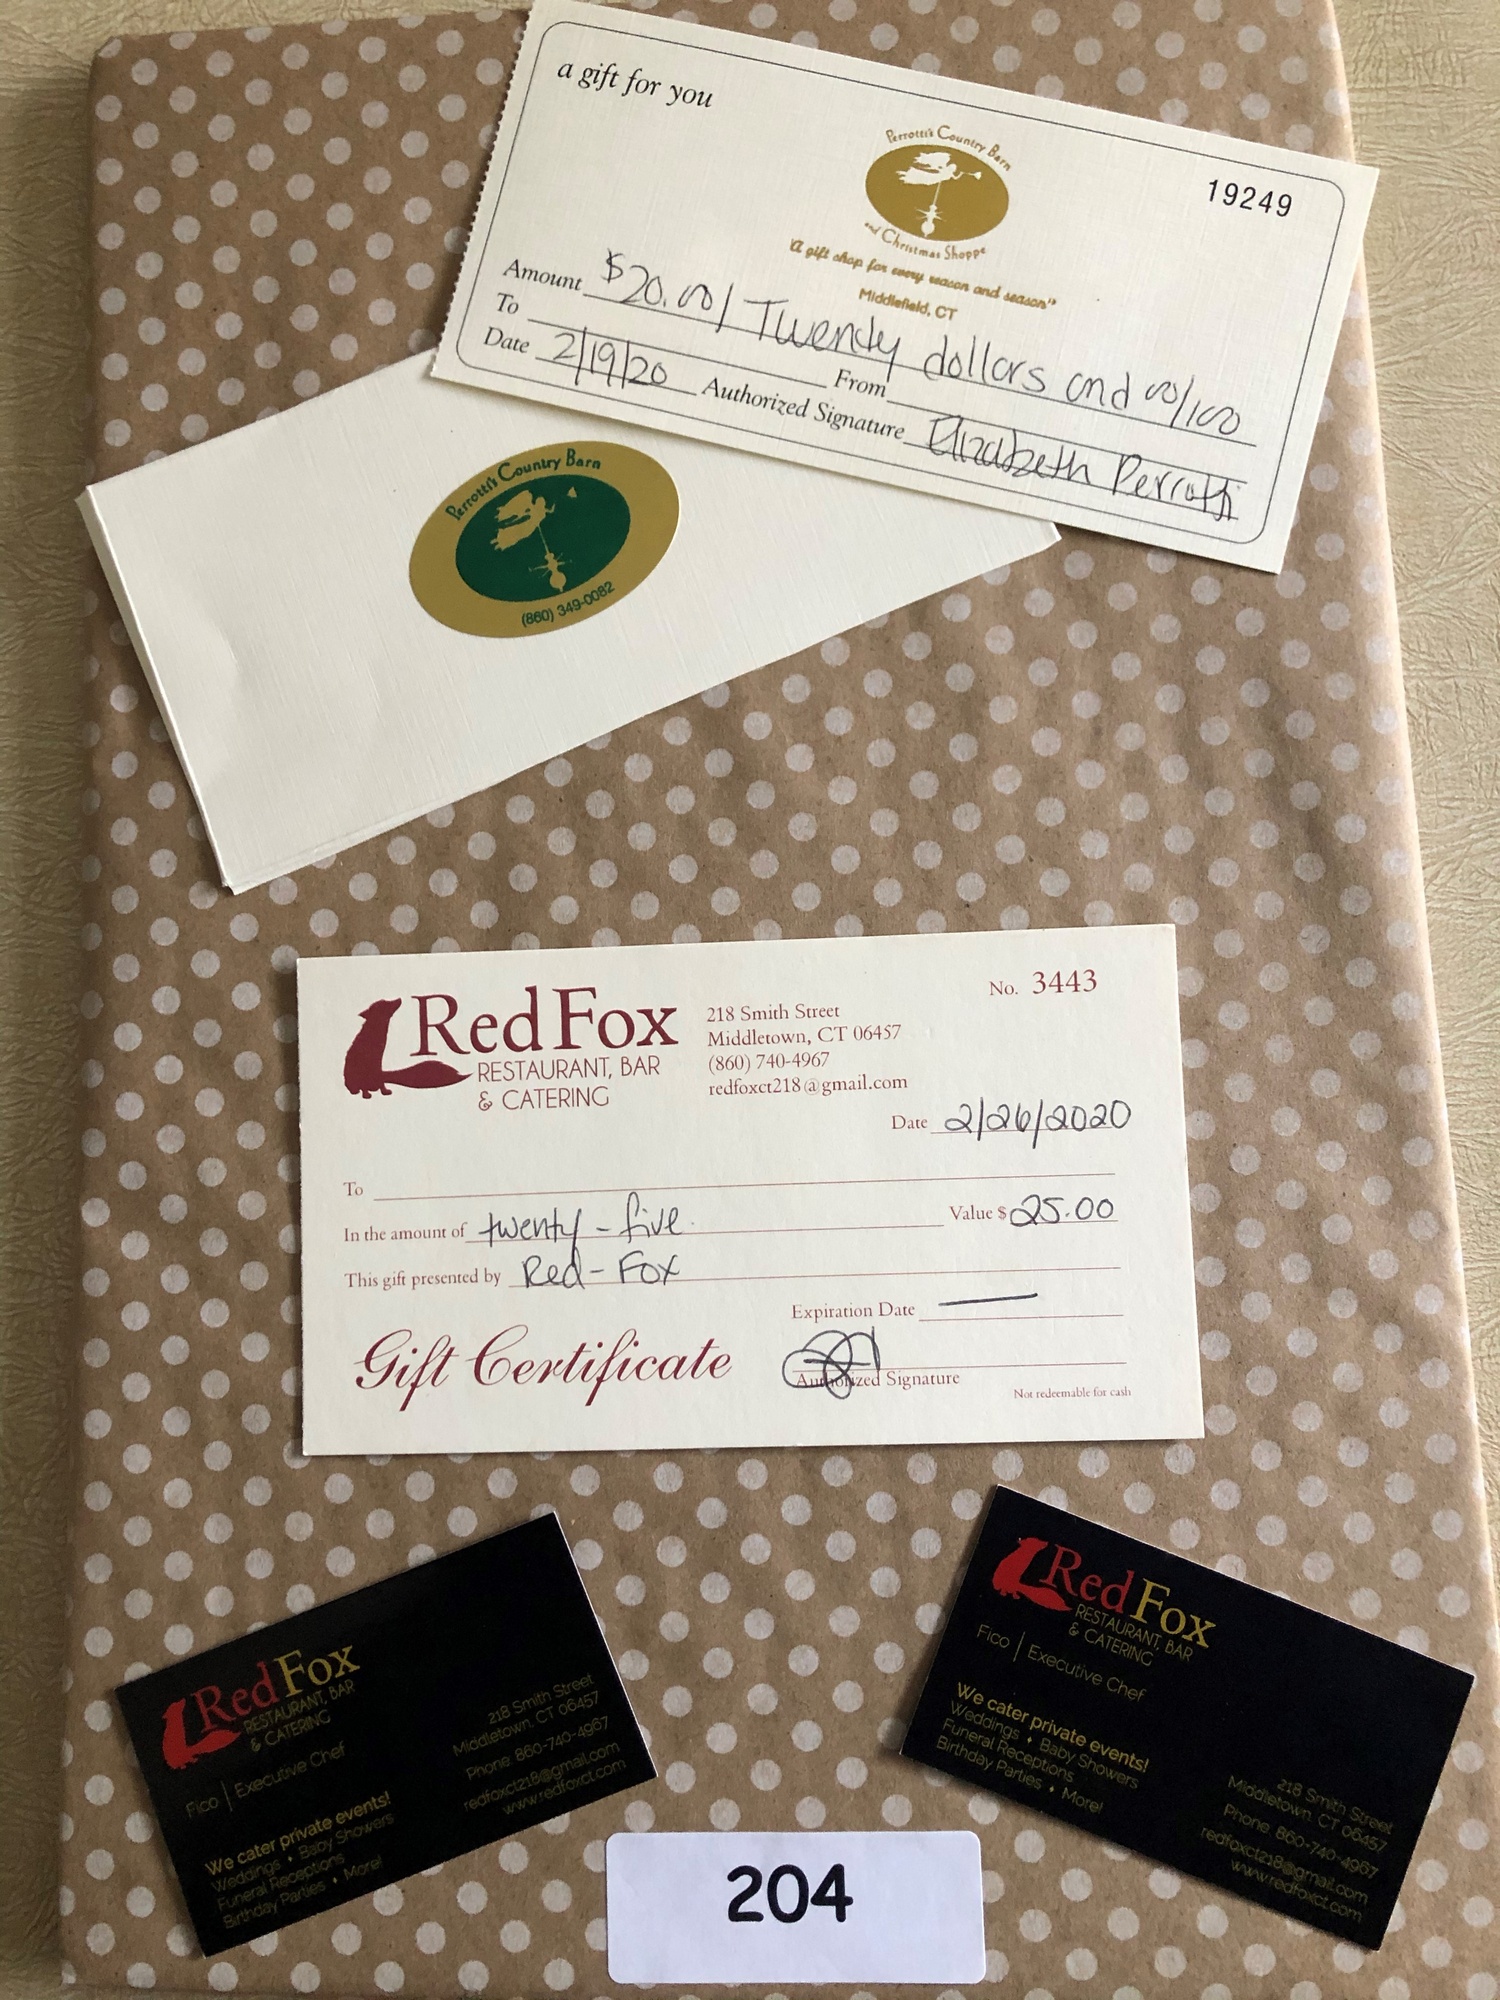 a gift for you
Perrotti's Country Barn
and Christmas Shoppe
"A gift shop for every reason and season"
Middlefield, CT
19249
Amount $20.00/ Twendy dollars and 00/100
To From
Date 2/19/20 Authorized Signature Elizabeth Perrotti
Perrotti's Country Barn
(860) 349-0082
Red Fox
RESTAURANT, BAR
& CATERING
218 Smith Street
Middletown, CT 06457
(860) 740-4967
redfoxct218@gmail.com
No. 3443
Date 2/26/2020
To
In the amount of twenty-five. Value $ 25.00
This gift presented by Red-Fox
Expiration Date —
Gift Certificate
Authorized Signature
Not redeemable for cash
Red Fox
RESTAURANT, BAR
& CATERING
Fico | Executive Chef
We cater private events!
Weddings • Baby Showers
Funeral Receptions
Birthday Parties • More!
218 Smith Street
Middletown, CT 06457
Phone: 860-740-4967
redfoxct218@gmail.com
www.redfoxct.com
Red Fox
RESTAURANT, BAR
& CATERING
Fico | Executive Chef
We cater private events!
Weddings • Baby Showers
Funeral Receptions
Birthday Parties • More!
218 Smith Street
Middletown, CT 06457
Phone: 860-740-4967
redfoxct218@gmail.com
www.redfoxct.com
204